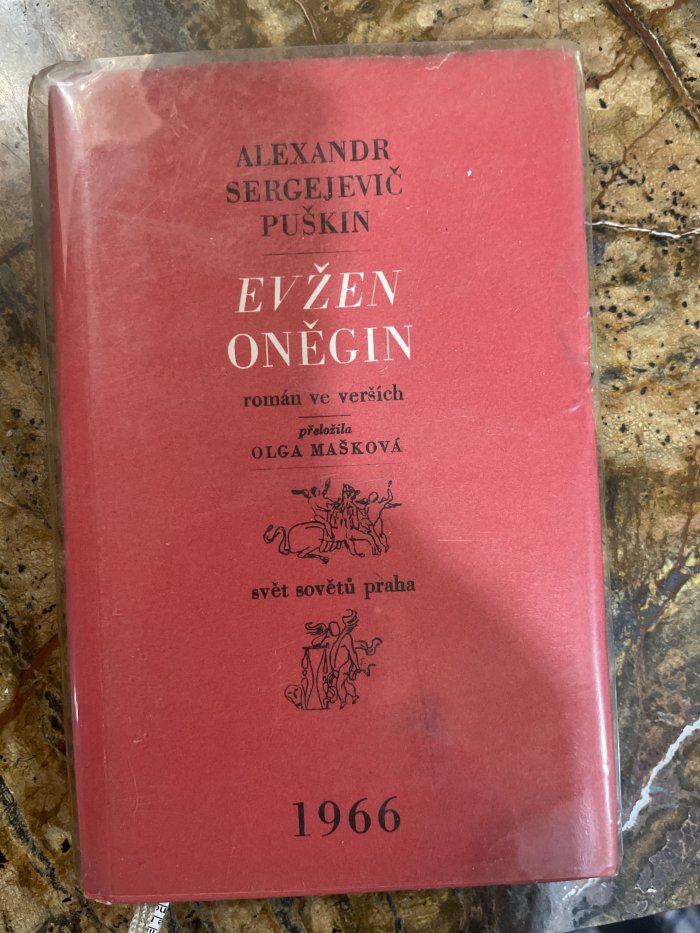 ALEXANDR
SERGEJEVIČ
PUŠKIN
EVŽEN
ONĚGIN
román ve verších
přeložila
OLGA MAŠKOVÁ
svět sovětů praha
1966